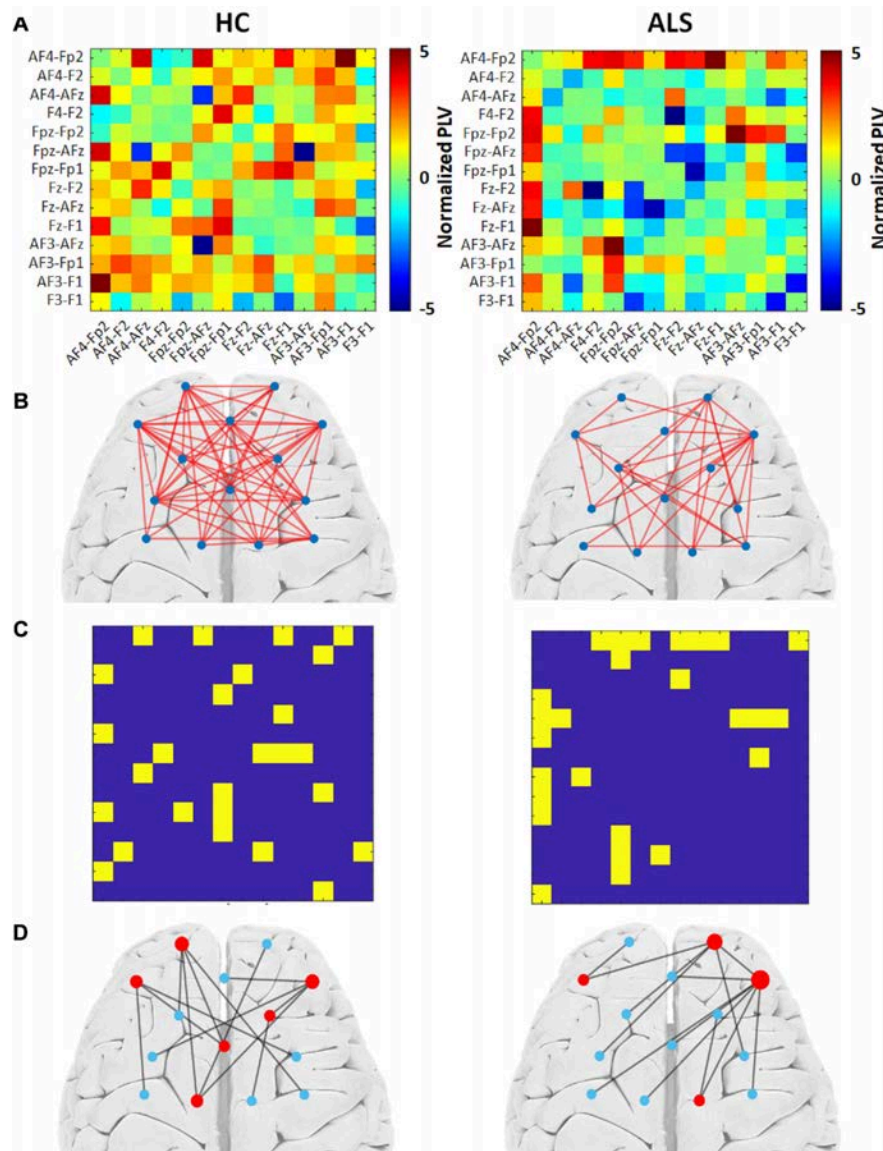 HC
ALS
A
AF4-Fp2
AF4-F2
AF4-AFz
F4-F2
Fpz-Fp2
Fpz-AFz
Fpz-Fp1
Fz-F2
Fz-AFz
Fz-F1
AF3-AFz
AF3-Fp1
AF3-F1
F3-F1
AF4-Fp2
AF4-F2
AF4-AFz
F4-F2
Fpz-Fp2
Fpz-AFz
Fpz-Fp1
Fz-F2
Fz-AFz
Fz-F1
AF3-AFz
AF3-Fp1
AF3-F1
F3-F1
5
0
-5
Normalized PLV
AF4-Fp2
AF4-F2
AF4-AFz
F4-F2
Fpz-Fp2
Fpz-AFz
Fpz-Fp1
Fz-F2
Fz-AFz
Fz-F1
AF3-AFz
AF3-Fp1
AF3-F1
F3-F1
AF4-Fp2
AF4-F2
AF4-AFz
F4-F2
Fpz-Fp2
Fpz-AFz
Fpz-Fp1
Fz-F2
Fz-AFz
Fz-F1
AF3-AFz
AF3-Fp1
AF3-F1
F3-F1
5
0
-5
Normalized PLV
B
C
D